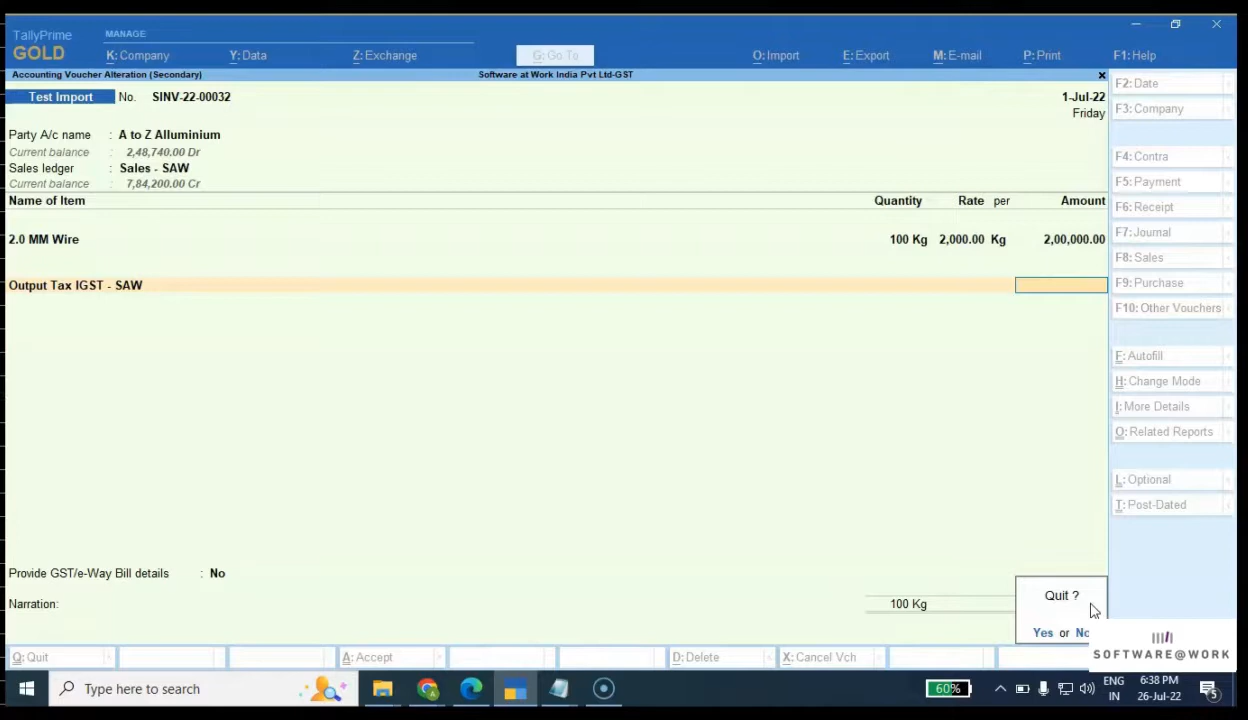 TallyPrime
GOLD
MANAGE
K: Company
Y: Data
Z: Exchange
G: Go To
O: Import
E: Export
M: E-mail
P: Print
F1: Help
Accounting Voucher Alteration (Secondary)
Software at Work India Pvt Ltd-GST
Test Import No. SINV-22-00032
1-Jul-22
Friday
Party A/c name : A to Z Alluminium
Current balance : 2,48,740.00 Dr
Sales ledger : Sales - SAW
Current balance : 7,84,200.00 Cr
Name of Item Quantity Rate per Amount
2.0 MM Wire 100 Kg 2,000.00 Kg 2,00,000.00
Output Tax IGST - SAW
Provide GST/e-Way Bill details : No
Narration: 100 Kg
Quit ?
Yes or No
F2: Date
F3: Company
F4: Contra
F5: Payment
F6: Receipt
F7: Journal
F8: Sales
F9: Purchase
F10: Other Vouchers
F: Autofill
H: Change Mode
I: More Details
O: Related Reports
L: Optional
T: Post-Dated
Q: Quit
A: Accept
D: Delete
X: Cancel Vch
SOFTWARE@WORK
Type here to search
60%
ENG
IN
6:38 PM
26-Jul-22
5